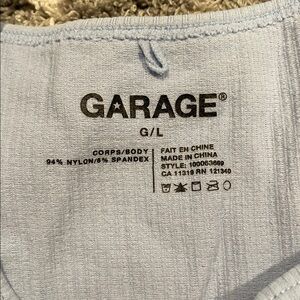 GARAGE®
G/L
CORPS/BODY
94% NYLON/6% SPANDEX
FAIT EN CHINE
MADE IN CHINA
STYLE: 100063669
CA 11319 RN 121340